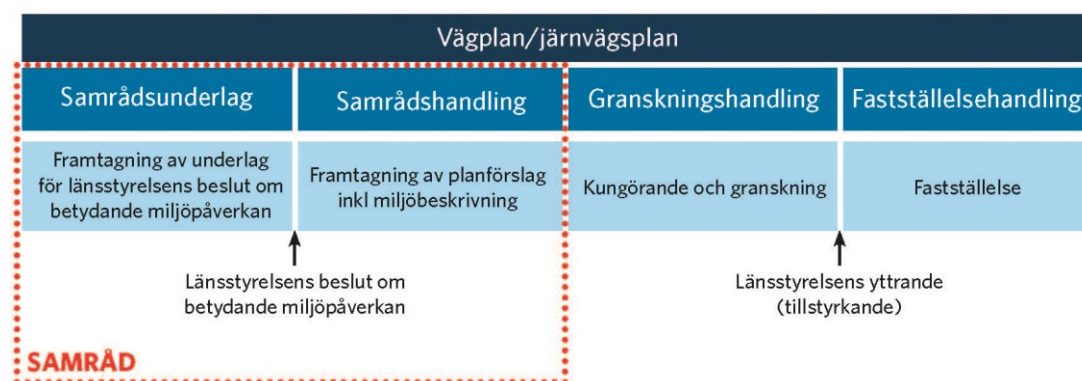 Vägplan/järnvägsplan
Samrådsunderlag
Samrådshandling
Granskningshandling
Fastställelsehandling
Framtagning av underlag
för länsstyrelsens beslut om
betydande miljöpåverkan
Framtagning av planförslag
inkl miljöbeskrivning
Kungörande och granskning
Fastställelse
Länsstyrelsens beslut om
betydande miljöpåverkan
Länsstyrelsens yttrande
(tillstyrkande)
SAMRÅD